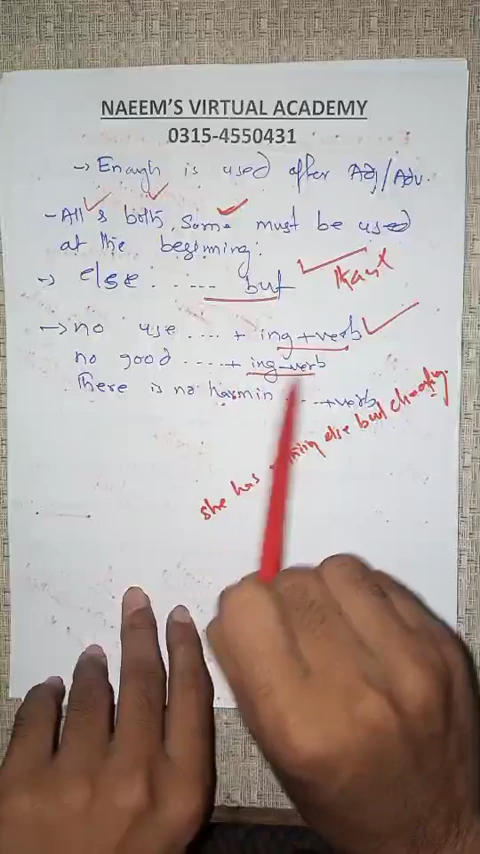 NAEEM'S VIRTUAL ACADEMY
0315-4550431
→ Enough is used after Adj/Adv.
- All & both, Some must be used
at the beginning:
→ else: ..... but
→ no use .... + ing+verb
no good ....+ ing-verb
There is no harm in ... +verb
she has else but cheating.